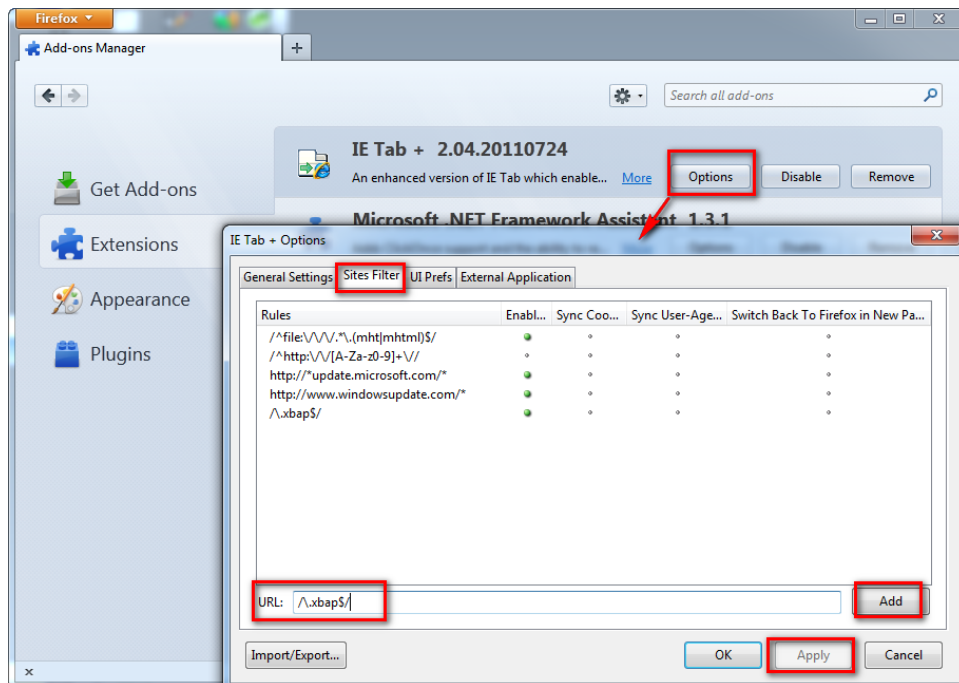 Firefox
Add-ons Manager
+
Search all add-ons
IE Tab + 2.04.20110724
An enhanced version of IE Tab which enable... More Options Disable Remove
Get Add-ons
Microsoft .NET Framework Assistant 1.3.1
Extensions
IE Tab + Options
General Settings Sites Filter UI Prefs External Application
Appearance
Rules Enabl... Sync Coo... Sync User-Age... Switch Back To Firefox in New Pa...
/^file:\/\/\/.*\.(mht|mhtml)$/
/^http:\/\/[A-Za-z0-9]+\//
http://*update.microsoft.com/*
Plugins
http://www.windowsupdate.com/*
/\.xbap$/
URL: /\.xbap$/ Add
Import/Export... OK Apply Cancel
x